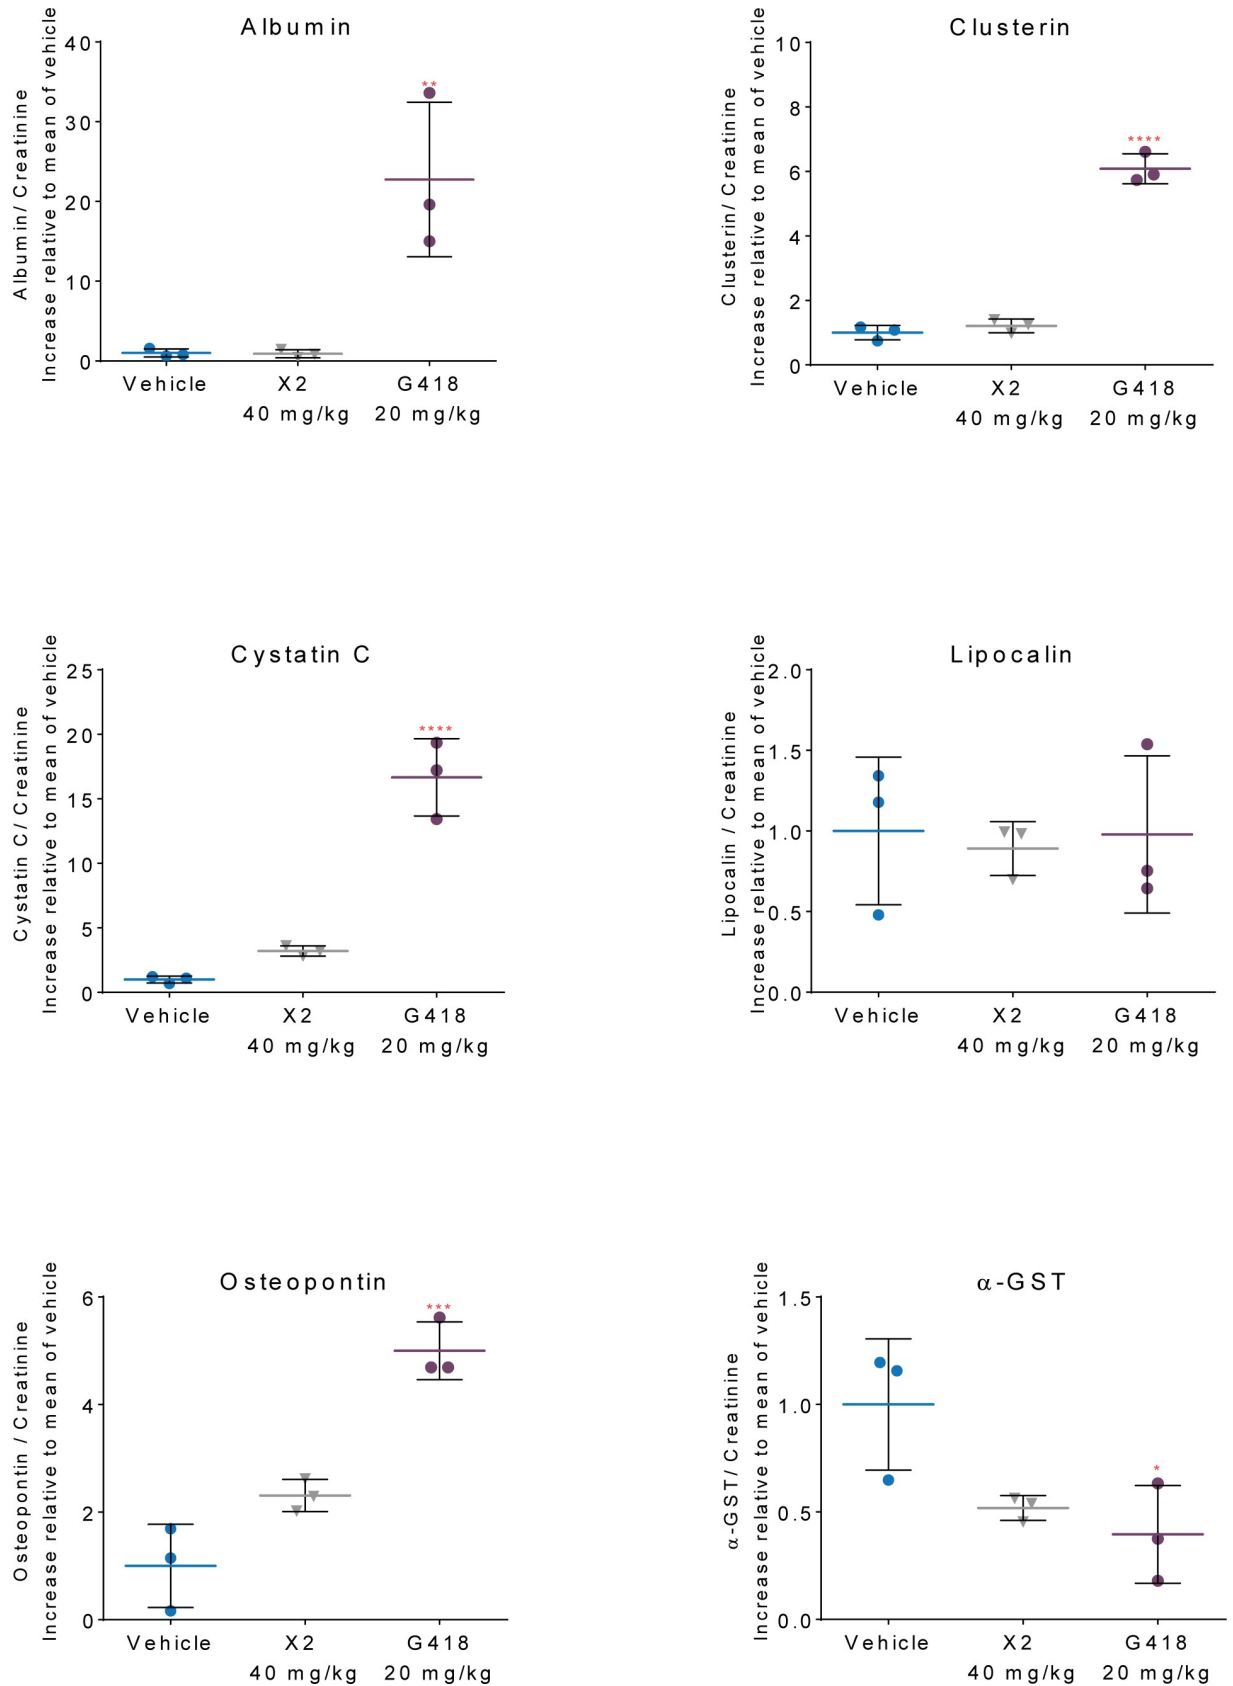 Albumin
Albumin/ Creatinine
Increase relative to mean of vehicle
40
30
20
10
0
**
Vehicle
X2
40 mg/kg
G418
20 mg/kg
Clusterin
Clusterin/ Creatinine
Increase relative to mean of vehicle
10
8
6
4
2
0
****
Vehicle
X2
40 mg/kg
G418
20 mg/kg
Cystatin C
Cystatin C/ Creatinine
Increase relative to mean of vehicle
25
20
15
10
5
0
****
Vehicle
X2
40 mg/kg
G418
20 mg/kg
Lipocalin
Lipocalin / Creatinine
Increase relative to mean of vehicle
2.0
1.5
1.0
0.5
0.0
Vehicle
X2
40 mg/kg
G418
20 mg/kg
Osteopontin
Osteopontin / Creatinine
Increase relative to mean of vehicle
6
4
2
0
***
Vehicle
X2
40 mg/kg
G418
20 mg/kg
α-GST
α-GST/ Creatinine
Increase relative to mean of vehicle
1.5
1.0
0.5
0.0
*
Vehicle
X2
40 mg/kg
G418
20 mg/kg